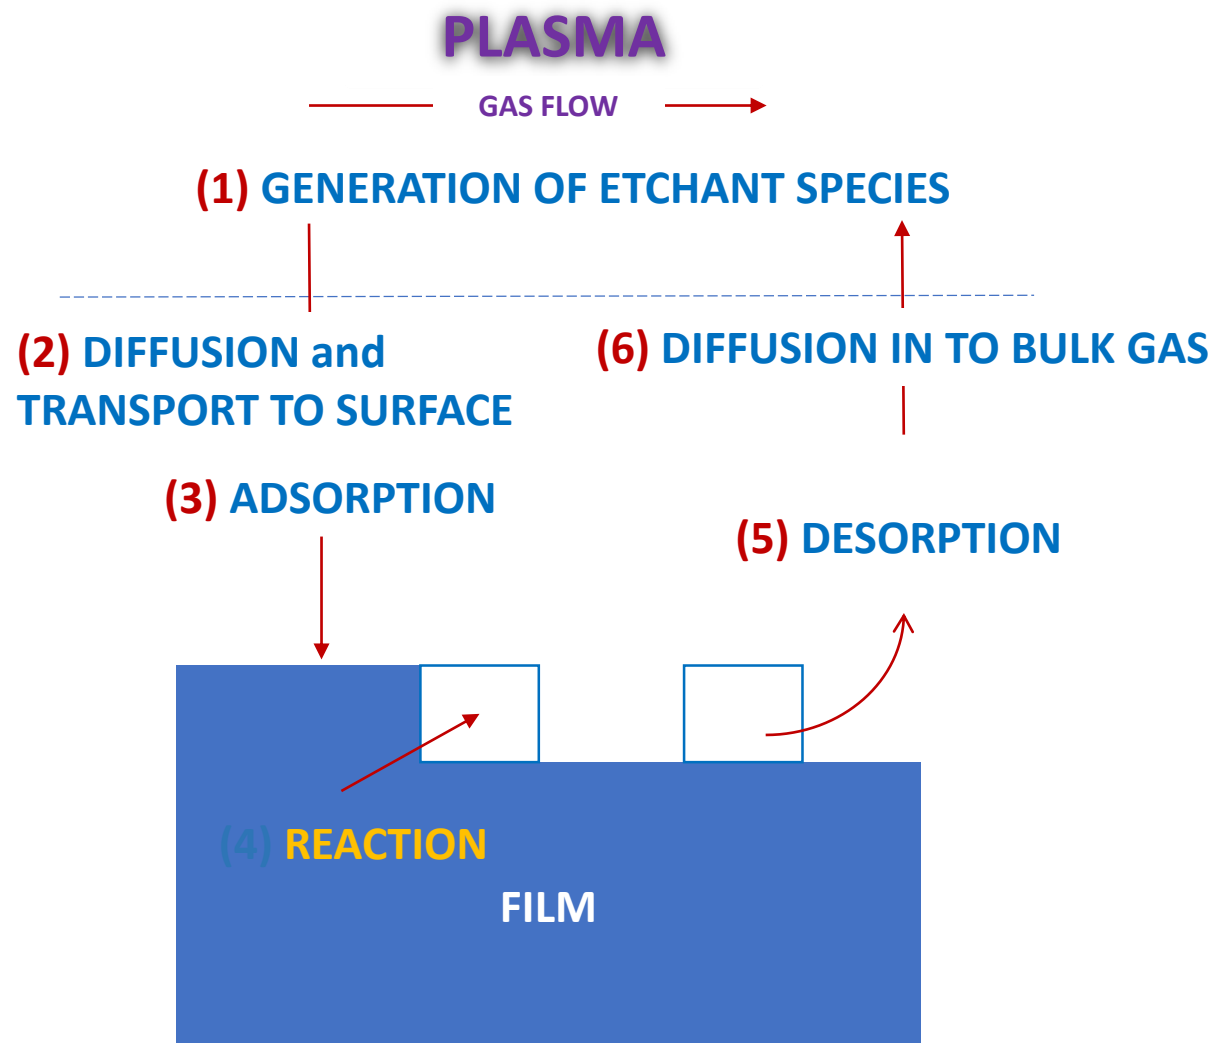 PLASMA
GAS FLOW
(1) GENERATION OF ETCHANT SPECIES
(2) DIFFUSION and
TRANSPORT TO SURFACE
(6) DIFFUSION IN TO BULK GAS
(3) ADSORPTION
(5) DESORPTION
(4) REACTION
FILM